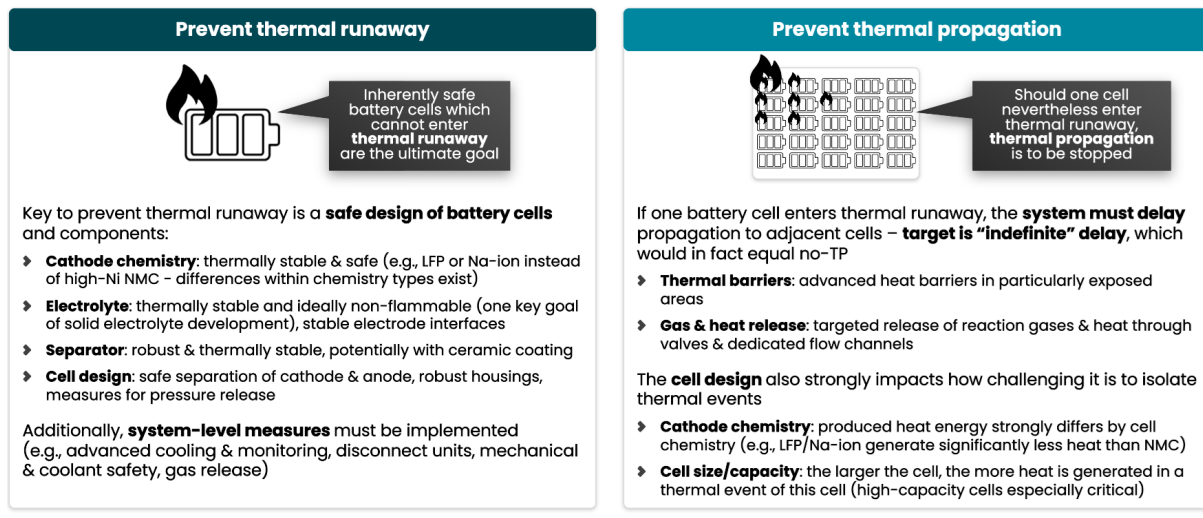 Prevent thermal runaway
Inherently safe
battery cells which
cannot enter
thermal runaway
are the ultimate goal
Key to prevent thermal runaway is a safe design of battery cells
and components:
Cathode chemistry: thermally stable & safe (e.g., LFP or Na-ion instead
of high-Ni NMC - differences within chemistry types exist)
Electrolyte: thermally stable and ideally non-flammable (one key goal
of solid electrolyte development), stable electrode interfaces
Separator: robust & thermally stable, potentially with ceramic coating
Cell design: safe separation of cathode & anode, robust housings,
measures for pressure release
Additionally, system-level measures must be implemented
(e.g., advanced cooling & monitoring, disconnect units, mechanical
& coolant safety, gas release)
Prevent thermal propagation
Should one cell
nevertheless enter
thermal runaway,
thermal propagation
is to be stopped
If one battery cell enters thermal runaway, the system must delay
propagation to adjacent cells – target is “indefinite” delay, which
would in fact equal no-TP
Thermal barriers: advanced heat barriers in particularly exposed
areas
Gas & heat release: targeted release of reaction gases & heat through
valves & dedicated flow channels
The cell design also strongly impacts how challenging it is to isolate
thermal events
Cathode chemistry: produced heat energy strongly differs by cell
chemistry (e.g., LFP/Na-ion generate significantly less heat than NMC)
Cell size/capacity: the larger the cell, the more heat is generated in a
thermal event of this cell (high-capacity cells especially critical)